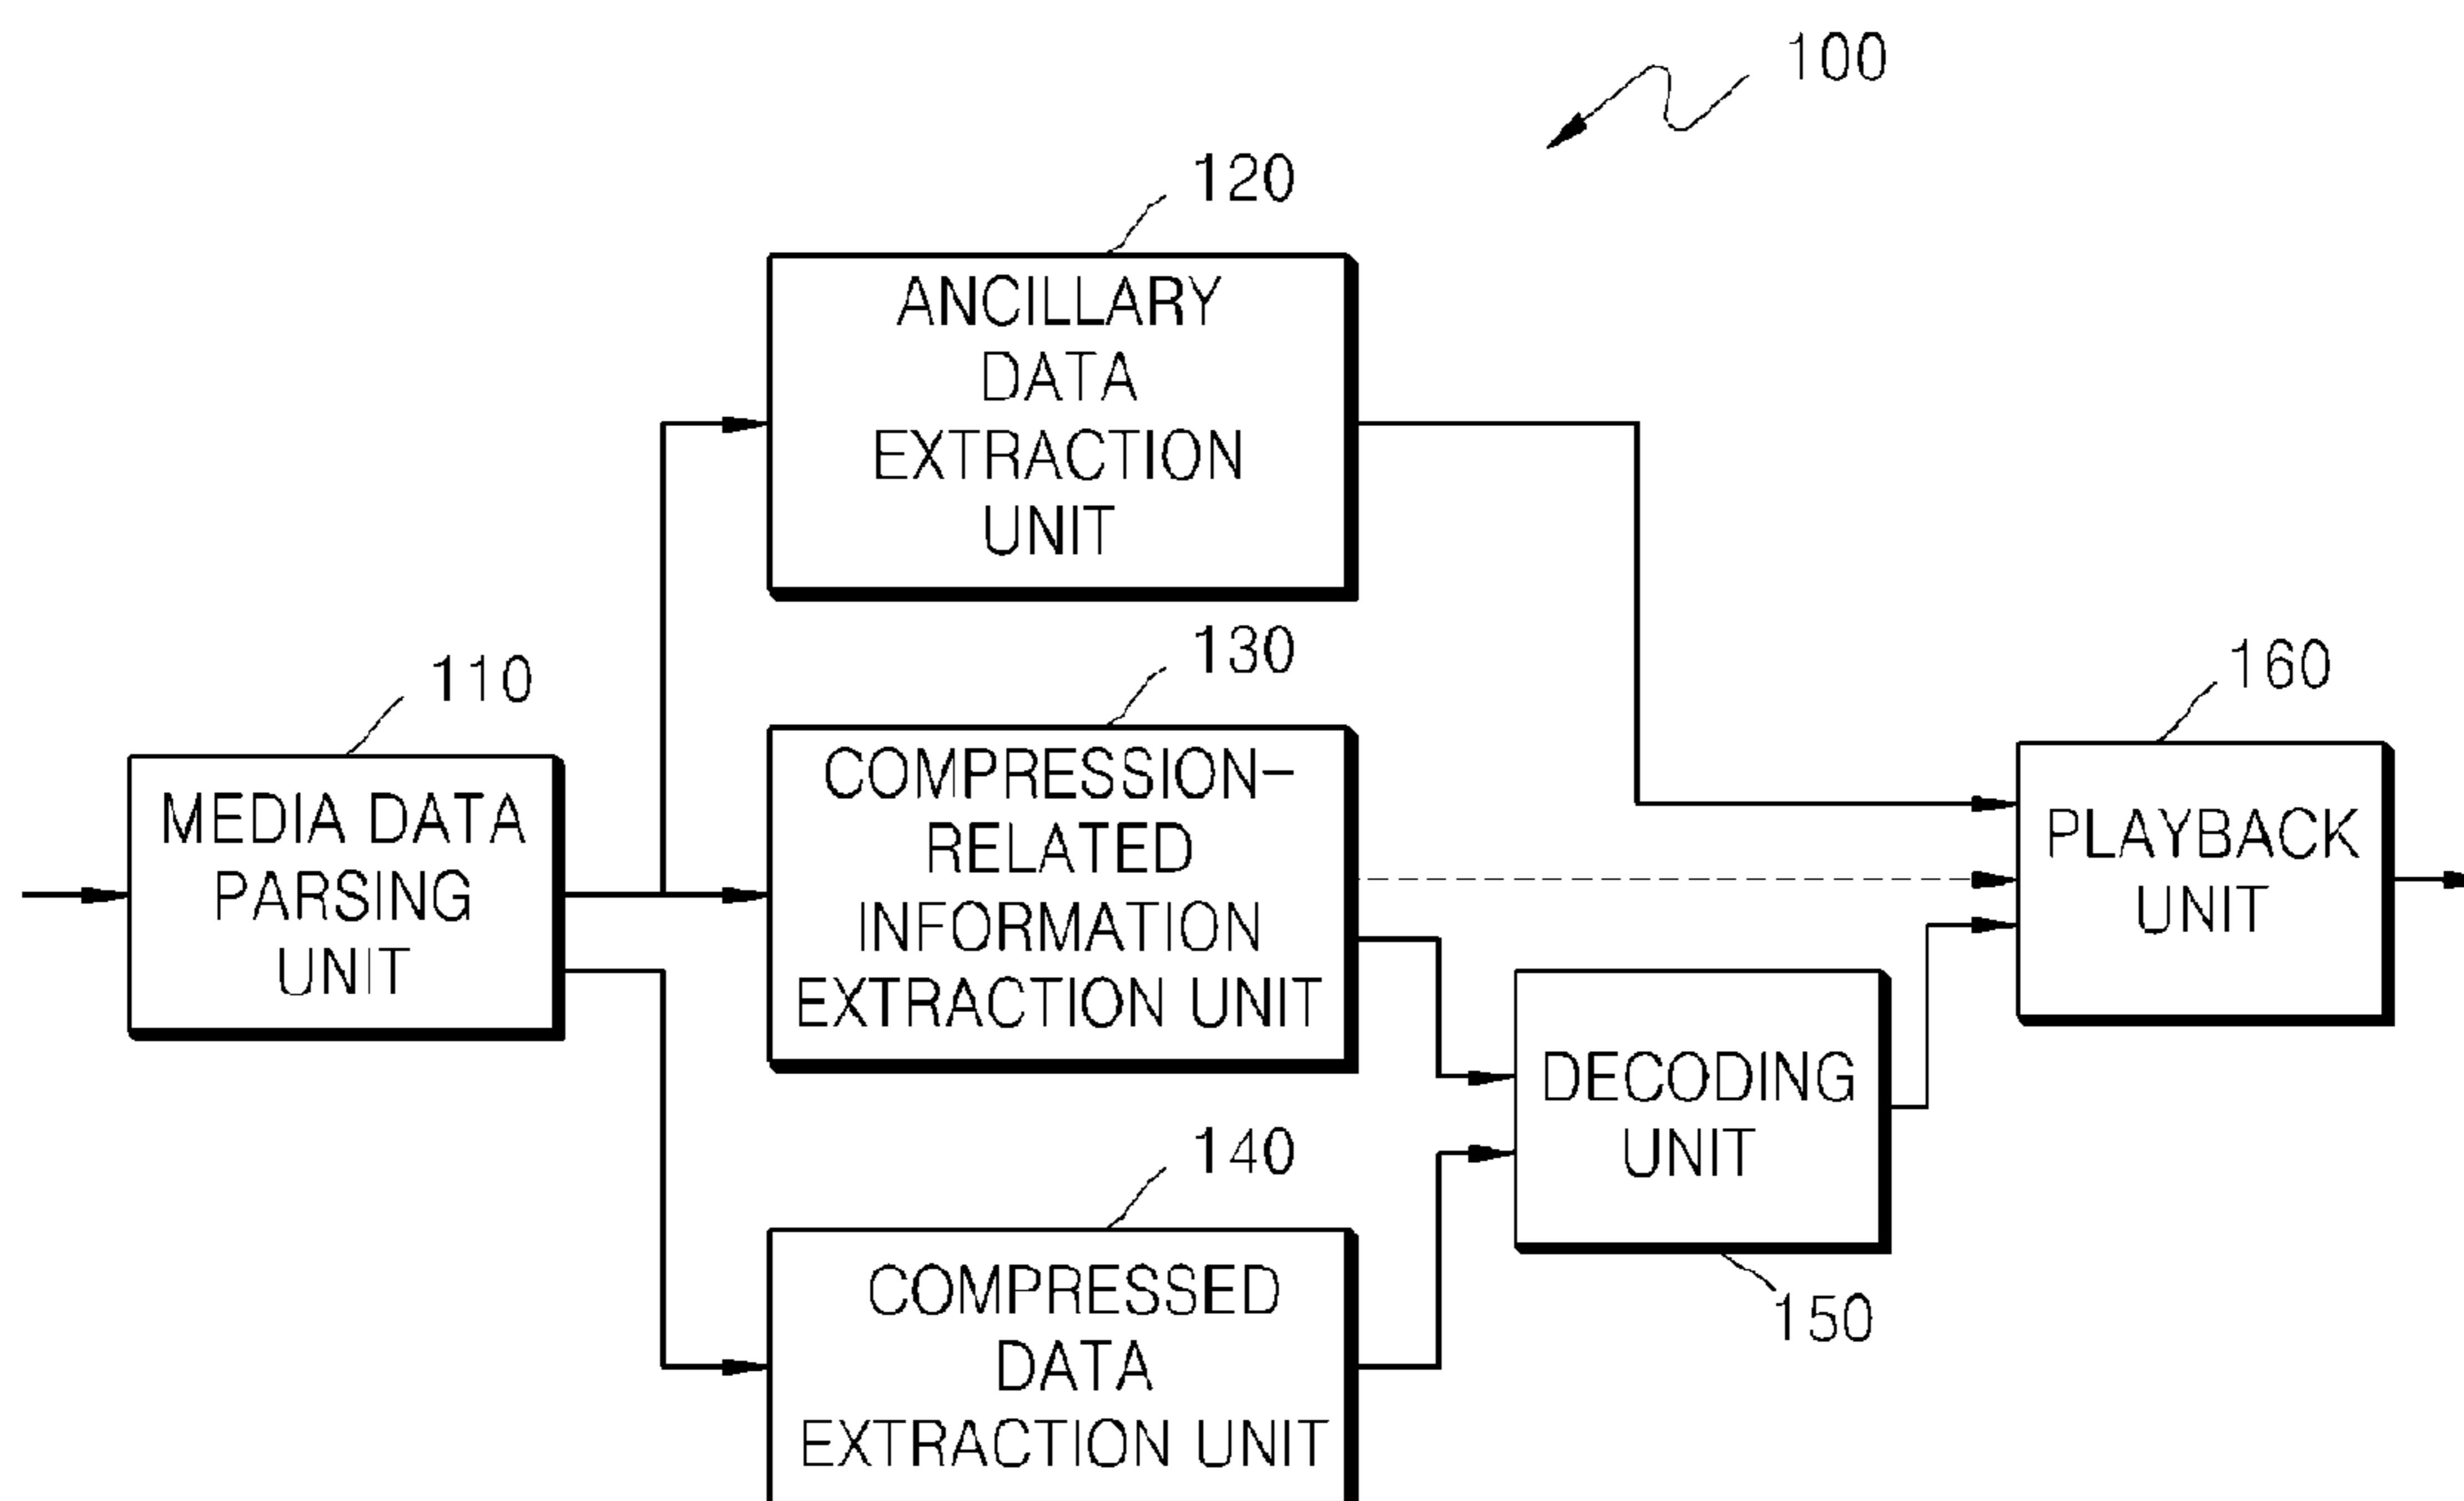 100
120
ANCILLARY
DATA
EXTRACTION
UNIT
110
MEDIA DATA
PARSING
UNIT
130
COMPRESSION-
RELATED
INFORMATION
EXTRACTION UNIT
160
PLAYBACK
UNIT
DECODING
UNIT
150
140
COMPRESSED
DATA
EXTRACTION UNIT